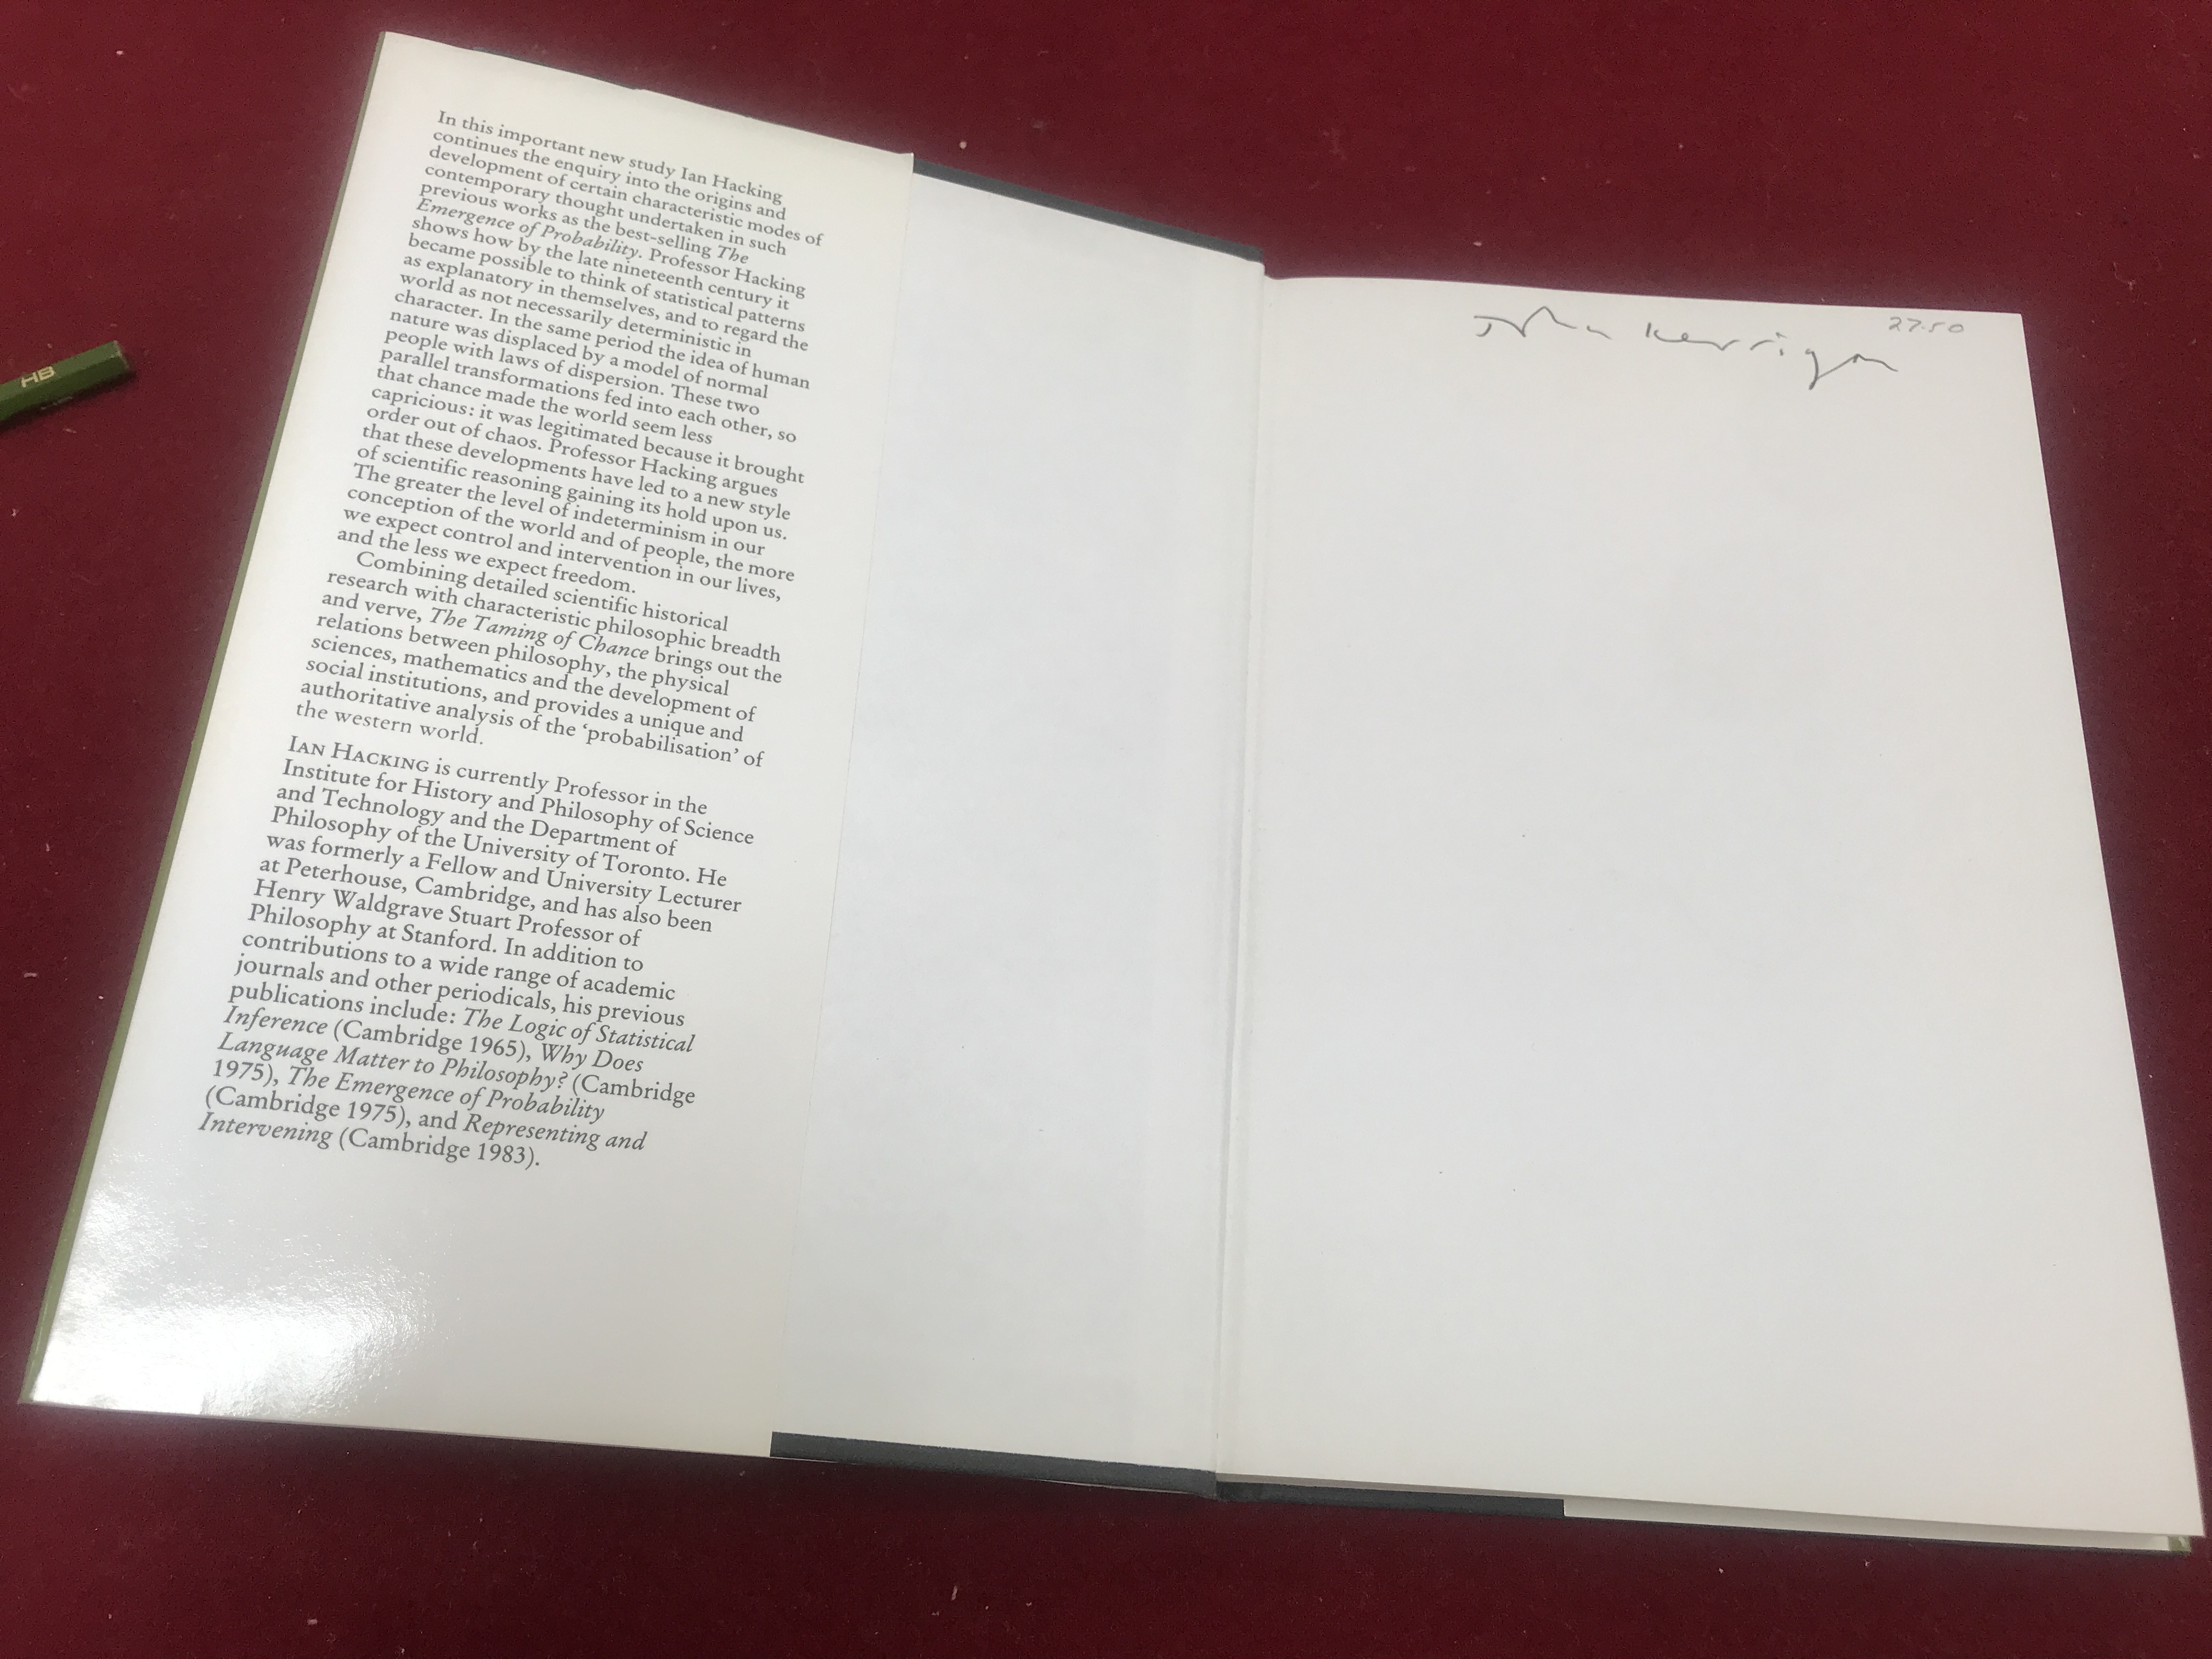 HB
In this important new study Ian Hacking
continues the enquiry into the origins and
development of certain characteristic modes of
contemporary thought undertaken in such
previous works as the best-selling The
Emergence of Probability. Professor Hacking
shows how by the late nineteenth century it
became possible to think of statistical patterns
as explanatory in themselves, and to regard the
world as not necessarily deterministic in
character. In the same period the idea of human
nature was displaced by a model of normal
people with laws of dispersion. These two
parallel transformations fed into each other, so
that chance made the world seem less
capricious: it was legitimated because it brought
order out of chaos. Professor Hacking argues
that these developments have led to a new style
of scientific reasoning gaining its hold upon us.
The greater the level of indeterminism in our
conception of the world and of people, the more
we expect control and intervention in our lives,
and the less we expect freedom.
Combining detailed scientific historical
research with characteristic philosophic breadth
and verve, The Taming of Chance brings out the
relations between philosophy, the physical
sciences, mathematics and the development of
social institutions, and provides a unique and
authoritative analysis of the ‘probabilisation’ of
the western world.
IAN HACKING is currently Professor in the
Institute for History and Philosophy of Science
and Technology and the Department of
Philosophy of the University of Toronto. He
was formerly a Fellow and University Lecturer
at Peterhouse, Cambridge, and has also been
Henry Waldgrave Stuart Professor of
Philosophy at Stanford. In addition to
contributions to a wide range of academic
journals and other periodicals, his previous
publications include: The Logic of Statistical
Inference (Cambridge 1965), Why Does
Language Matter to Philosophy? (Cambridge
1975), The Emergence of Probability
(Cambridge 1975), and Representing and
Intervening (Cambridge 1983).
John Kerrigan
27.50